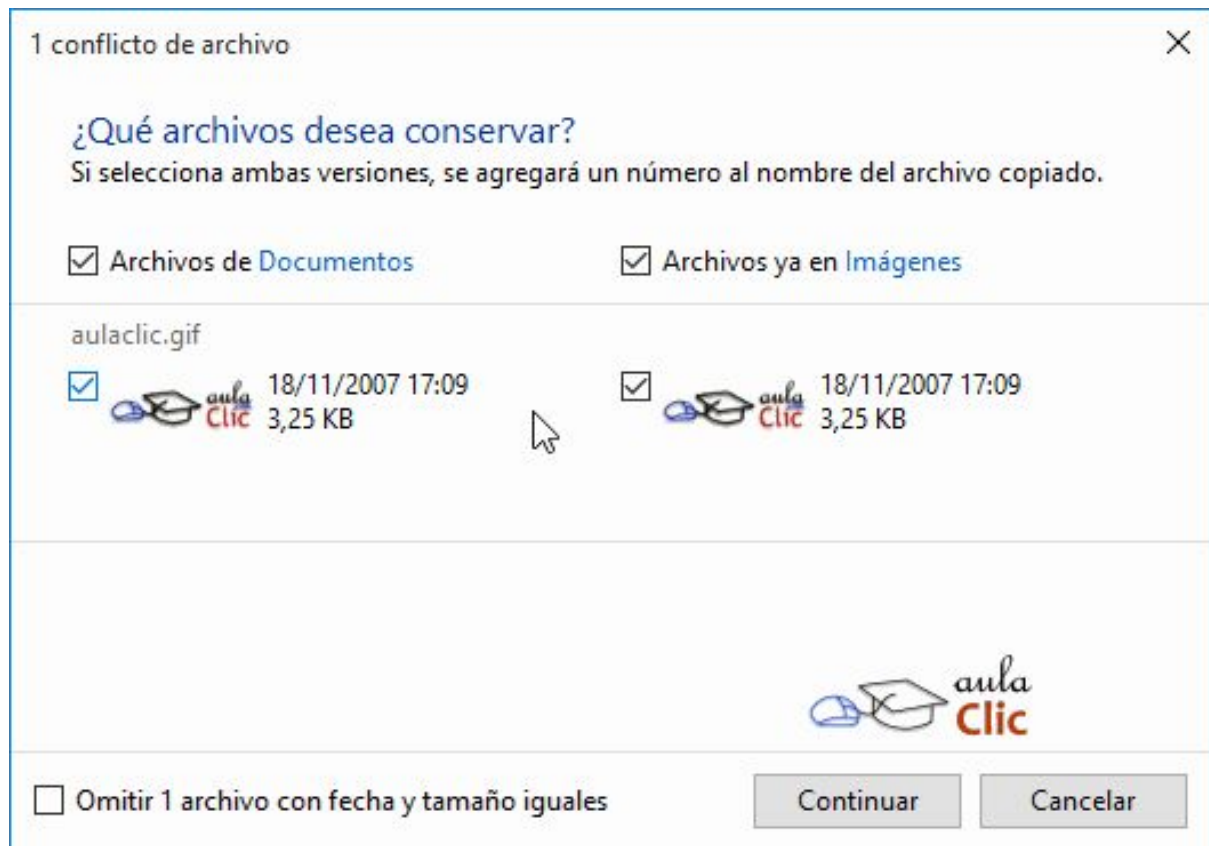 1 conflicto de archivo
¿Qué archivos desea conservar?
Si selecciona ambas versiones, se agregará un número al nombre del archivo copiado.
Archivos de Documentos
Archivos ya en Imágenes
aulaclic.gif
aula
Clic
18/11/2007 17:09
3,25 KB
aula
Clic
18/11/2007 17:09
3,25 KB
aula
Clic
Omitir 1 archivo con fecha y tamaño iguales
Continuar
Cancelar